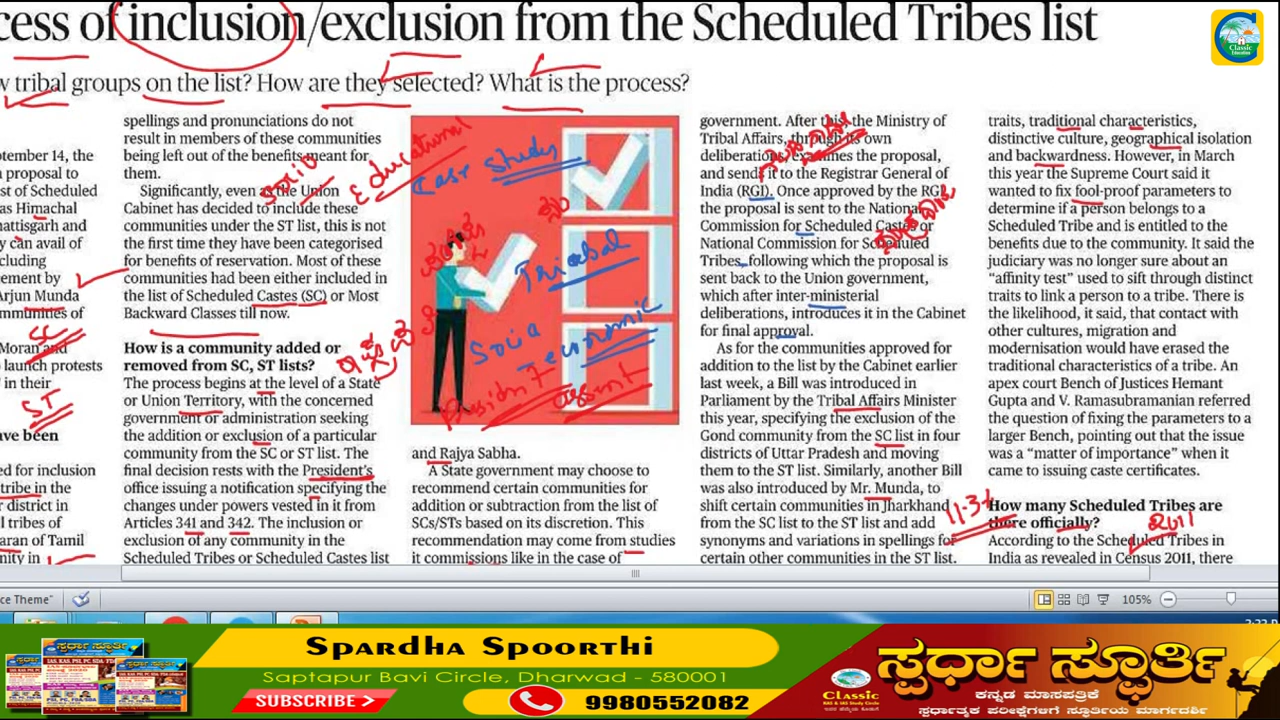 cess of inclusion/exclusion from the Scheduled Tribes list
w tribal groups on the list? How are they selected? What is the process?
ptember 14, the
proposal to
st of Scheduled
as Himachal
hattisgarh and
y can avail of
cluding
cement by
Arjun Munda
mmunities of
SC
Moran and
o launch protests
in their
ST
ave been
ed for inclusion
tribe in the
r district in
l tribes of
aran of Tamil
nity in
spellings and pronunciations do not
result in members of these communities
being left out of the benefits meant for
them.
Significantly, even as the Union
Cabinet has decided to include these
communities under the ST list, this is not
the first time they have been categorised
for benefits of reservation. Most of these
communities had been either included in
the list of Scheduled Castes (SC) or Most
Backward Classes till now.
How is a community added or
removed from SC, ST lists?
The process begins at the level of a State
or Union Territory, with the concerned
government or administration seeking
the addition or exclusion of a particular
community from the SC or ST list. The
final decision rests with the President's
office issuing a notification specifying the
changes under powers vested in it from
Articles 341 and 342. The inclusion or
exclusion of any community in the
Scheduled Tribes or Scheduled Castes list
Socio
Educational
Case study
Socia
economic
assent
and Rajya Sabha.
A State government may choose to
recommend certain communities for
addition or subtraction from the list of
SCs/STs based on its discretion. This
recommendation may come from studies
it commissions like in the case of
government. After this, the Ministry of
Tribal Affairs, through its own
deliberations, examines the proposal,
and sends it to the Registrar General of
India (RGI). Once approved by the RGI,
the proposal is sent to the National
Commission for Scheduled Castes or
National Commission for Scheduled
Tribes, following which the proposal is
sent back to the Union government,
which after inter-ministerial
deliberations, introduces it in the Cabinet
for final approval.
As for the communities approved for
addition to the list by the Cabinet earlier
last week, a Bill was introduced in
Parliament by the Tribal Affairs Minister
this year, specifying the exclusion of the
Gond community from the SC list in four
districts of Uttar Pradesh and moving
them to the ST list. Similarly, another Bill
was also introduced by Mr. Munda, to
shift certain communities in Jharkhand
from the SC list to the ST list and add
synonyms and variations in spellings for
certain other communities in the ST list.
traits, traditional characteristics,
distinctive culture, geographical isolation
and backwardness. However, in March
this year the Supreme Court said it
wanted to fix fool-proof parameters to
determine if a person belongs to a
Scheduled Tribe and is entitled to the
benefits due to the community. It said the
judiciary was no longer sure about an
"affinity test" used to sift through distinct
traits to link a person to a tribe. There is
the likelihood, it said, that contact with
other cultures, migration and
modernisation would have erased the
traditional characteristics of a tribe. An
apex court Bench of Justices Hemant
Gupta and V. Ramasubramanian referred
the question of fixing the parameters to a
larger Bench, pointing out that the issue
was a "matter of importance" when it
came to issuing caste certificates.
How many Scheduled Tribes are
there officially?
2011
According to the Scheduled Tribes in
India as revealed in Census 2011, there
Classic
Education
ce Theme"
105%
Spardha Spoorthi
Saptapur Bavi Circle, Dharwad - 580001
SUBSCRIBE
9980552082
Classic
KAS & IAS Study Circle
ಸ್ಪರ್ಧಾ ಸ್ಫೂರ್ತಿ
ಕನ್ನಡ ಮಾಸಪತ್ರಿಕೆ
ಸ್ಪರ್ಧಾತ್ಮಕ ಪರೀಕ್ಷೆಗಳಿಗೆ ಸ್ಫೂರ್ತಿಯ ಮಾರ್ಗದರ್ಶಿ